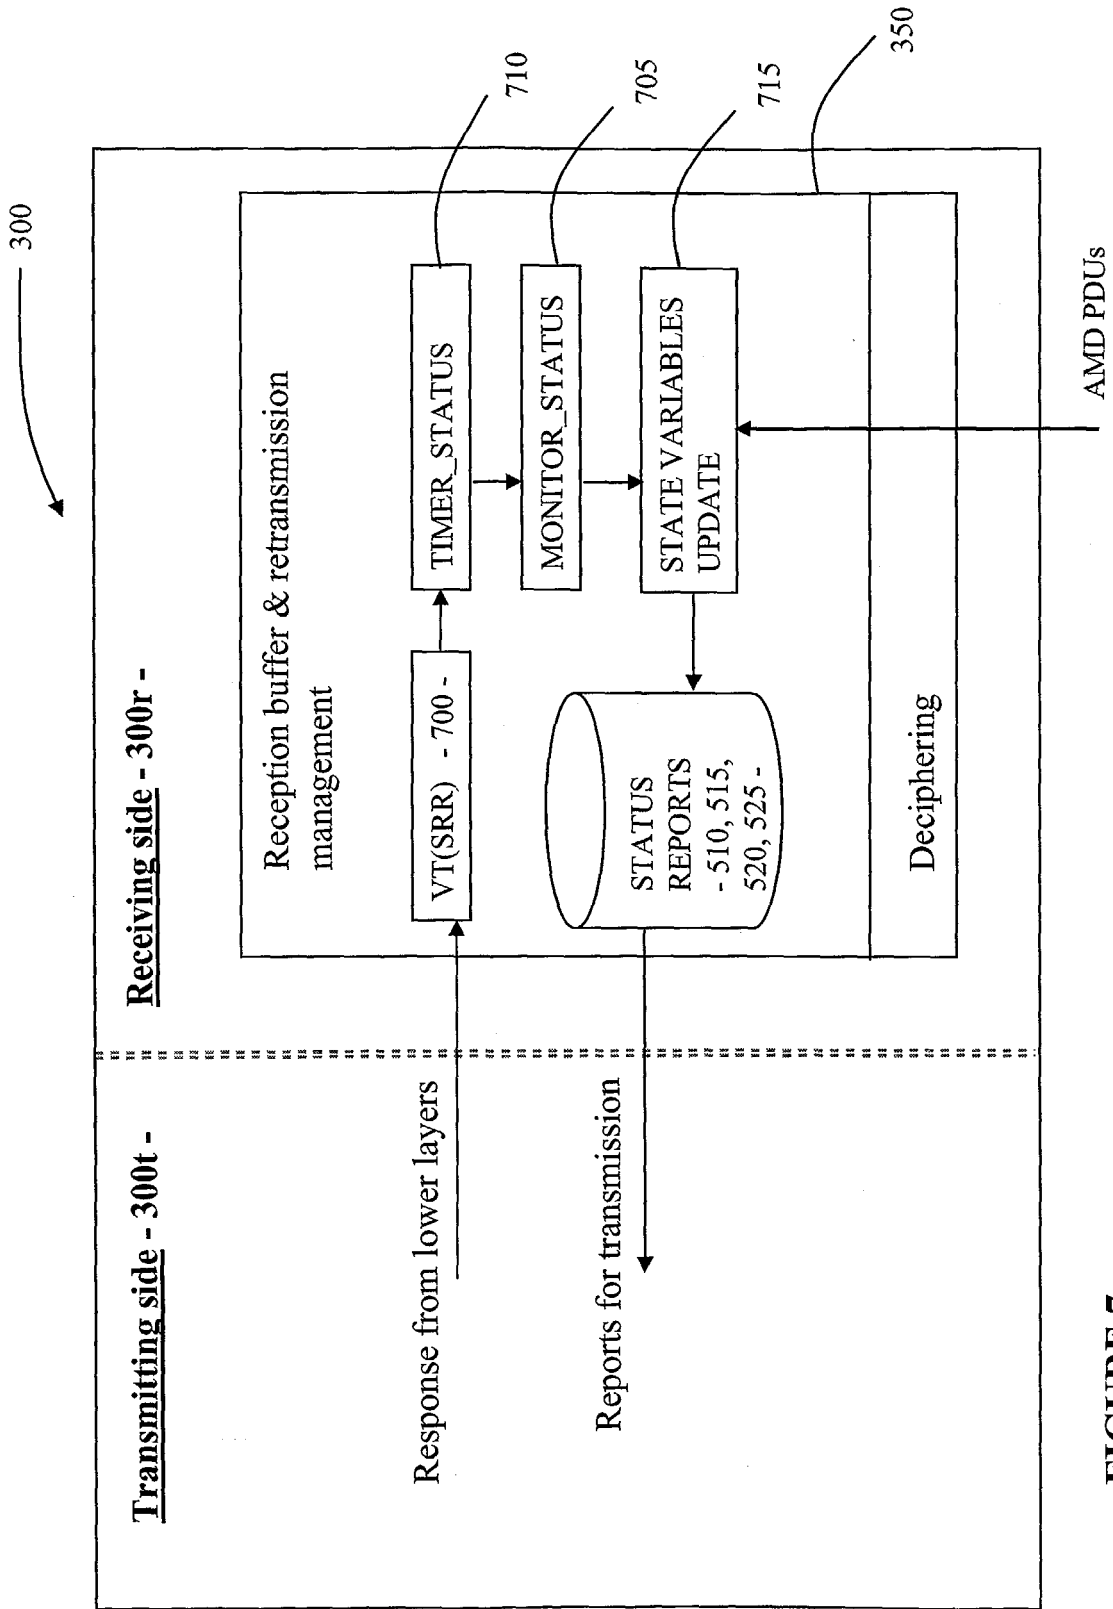 300
Transmitting side - 300t -
Receiving side - 300r -
Reception buffer & retransmission
management
Response from lower layers
VT(SRR) - 700 -
TIMER_STATUS
710
MONITOR_STATUS
705
Reports for transmission
STATUS
REPORTS
- 510, 515,
520, 525 -
STATE VARIABLES
UPDATE
715
350
Deciphering
AMD PDUs
FIGURE 7